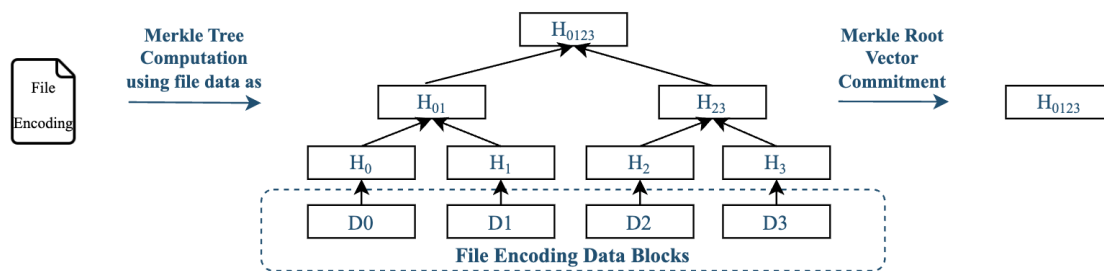 File
Encoding
Merkle Tree
Computation
using file data as
H0123
H01
H23
H0
H1
H2
H3
D0
D1
D2
D3
File Encoding Data Blocks
Merkle Root
Vector
Commitment
H0123